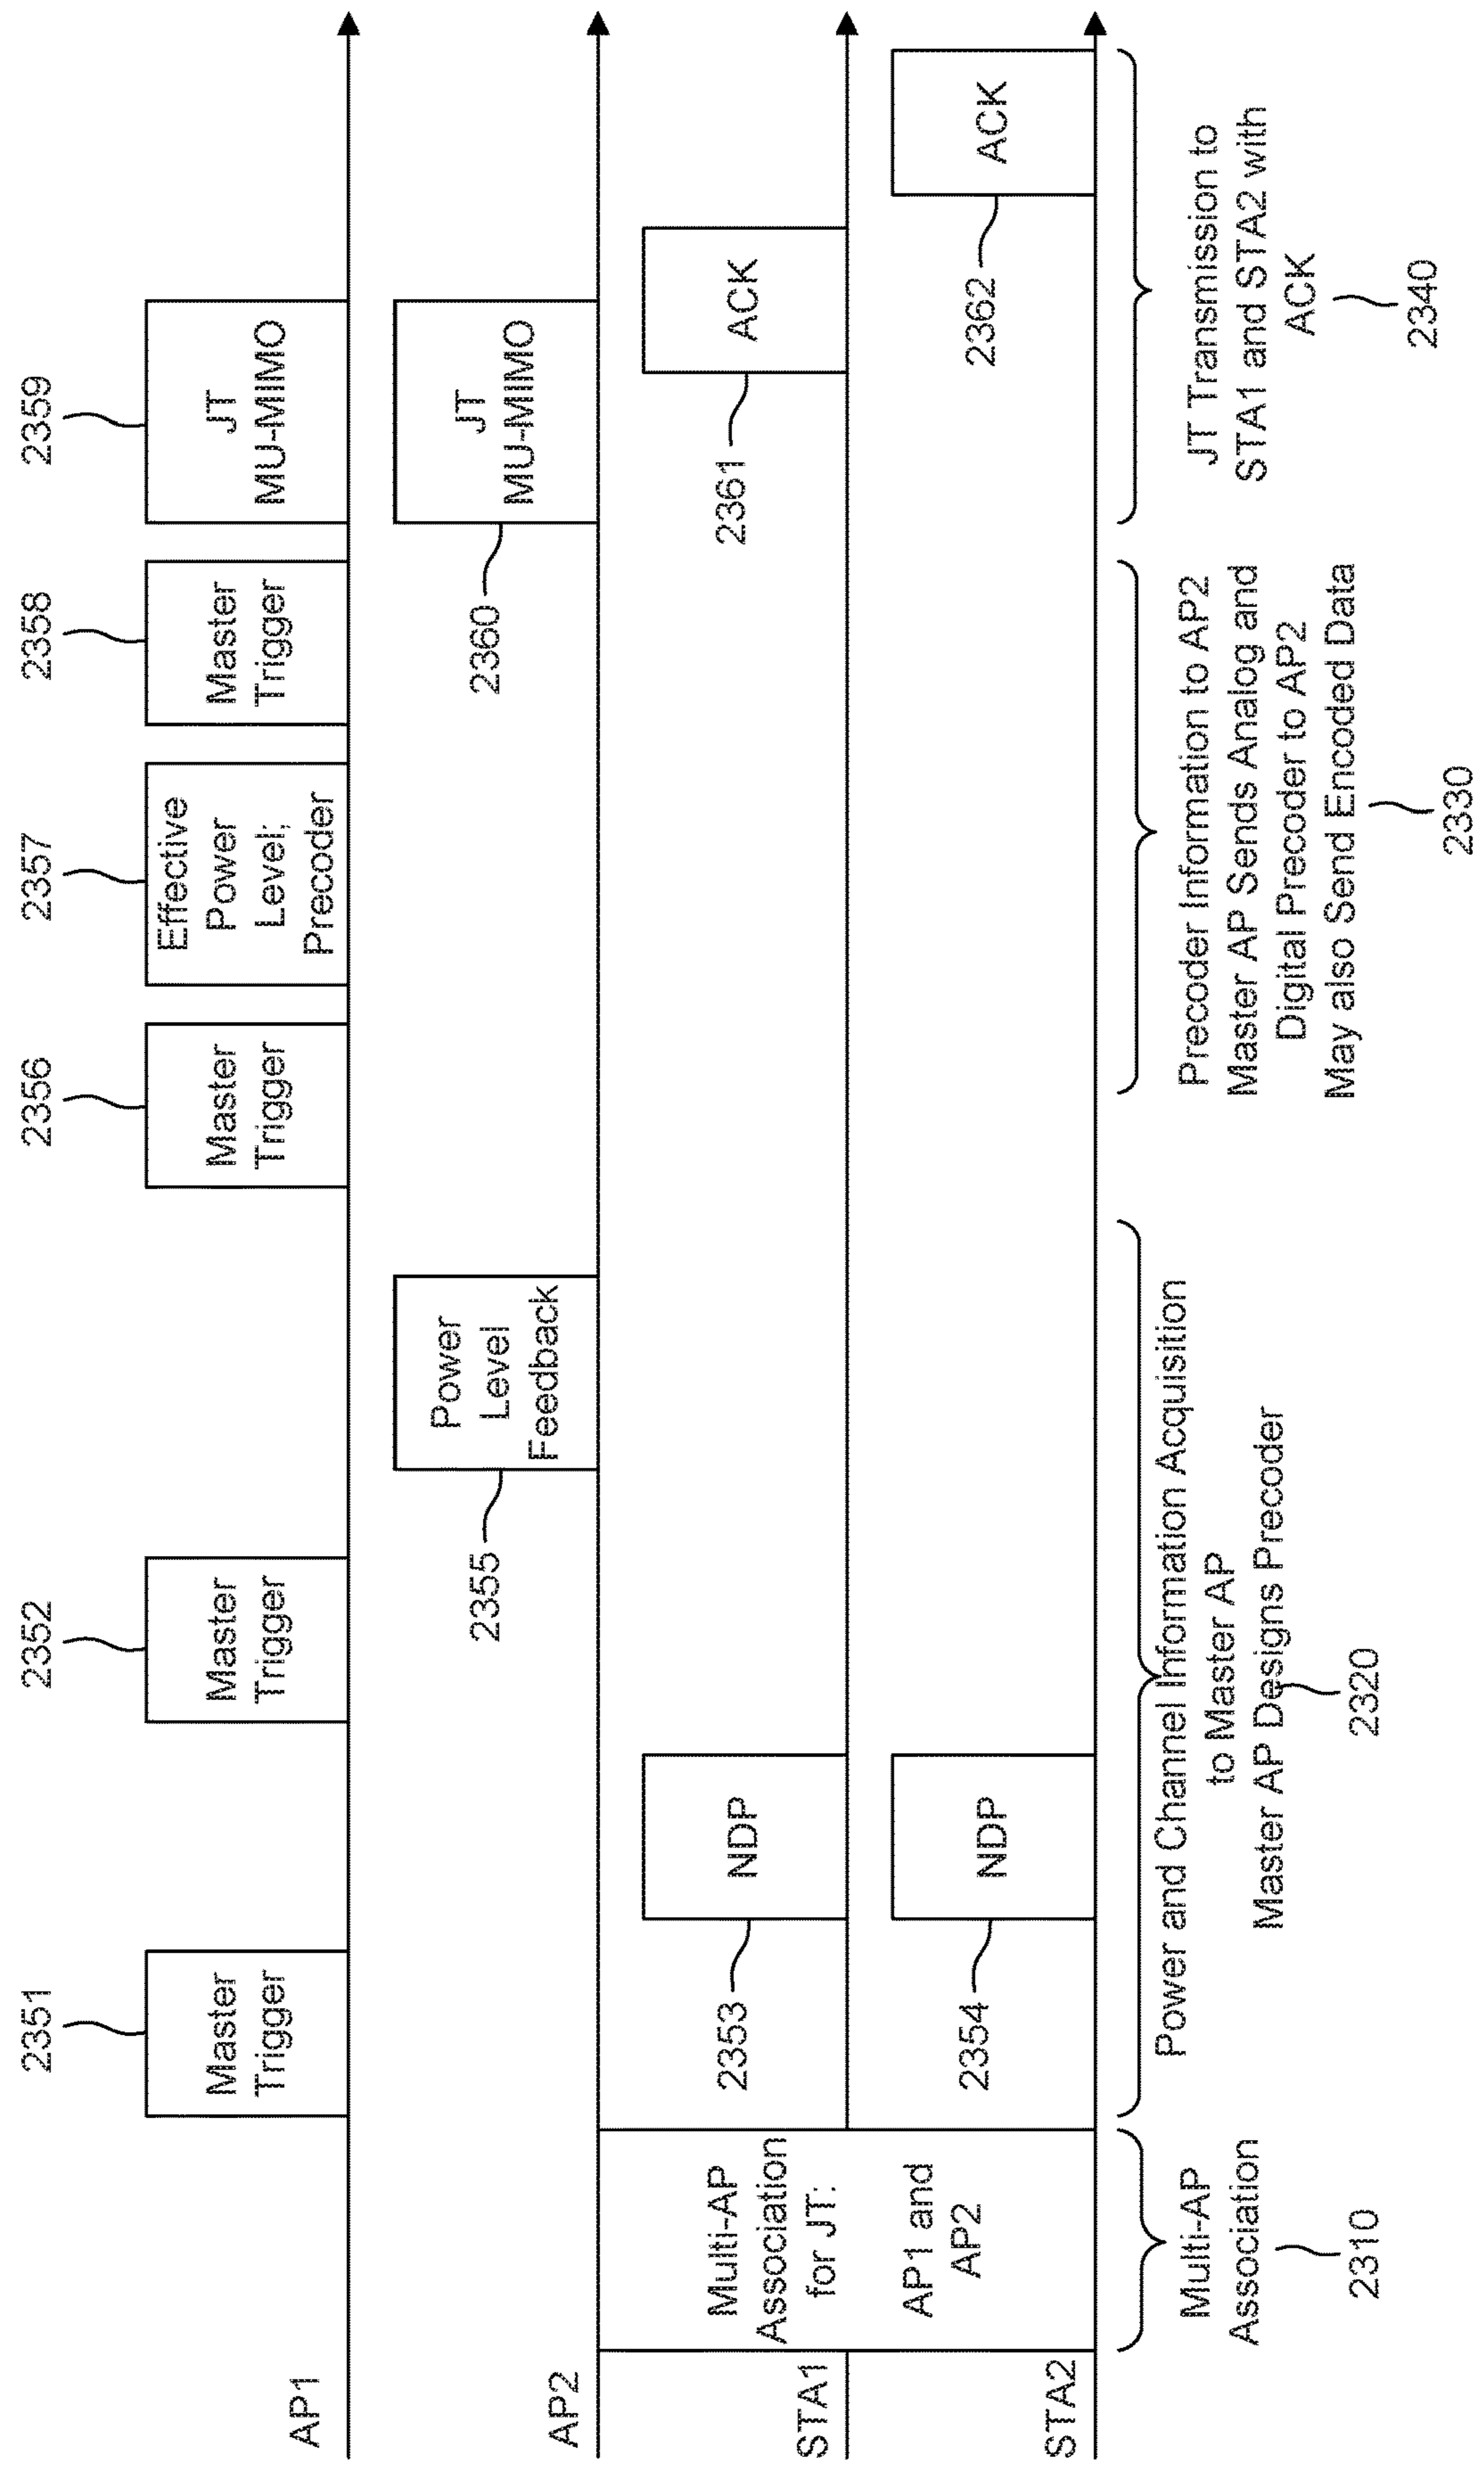 AP1
2351
Master
Trigger
2352
Master
Trigger
2356
Master
Trigger
2357
Effective
Power
Level;
Precoder
2358
Master
Trigger
2359
JT
MU-MIMO
AP2
2355
Power
Level
Feedback
2360
JT
MU-MIMO
STA1
Multi-AP
Association
for JT:
AP1 and
AP2
2353
NDP
2361
ACK
STA2
2354
NDP
2362
ACK
Multi-AP
Association
2310
Power and Channel Information Acquisition
to Master AP
Master AP Designs Precoder
2320
Precoder Information to AP2
Master AP Sends Analog and
Digital Precoder to AP2
May also Send Encoded Data
2330
JT Transmission to
STA1 and STA2 with
ACK
2340